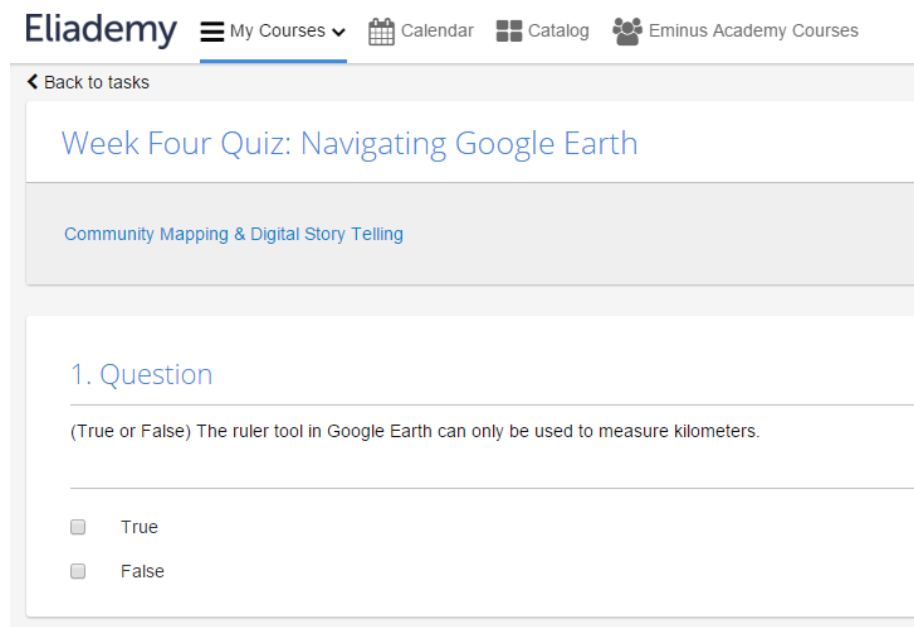 Eliademy My Courses Calendar Catalog Eminus Academy Courses
Back to tasks
Week Four Quiz: Navigating Google Earth
Community Mapping & Digital Story Telling
1. Question
(True or False) The ruler tool in Google Earth can only be used to measure kilometers.
True
False